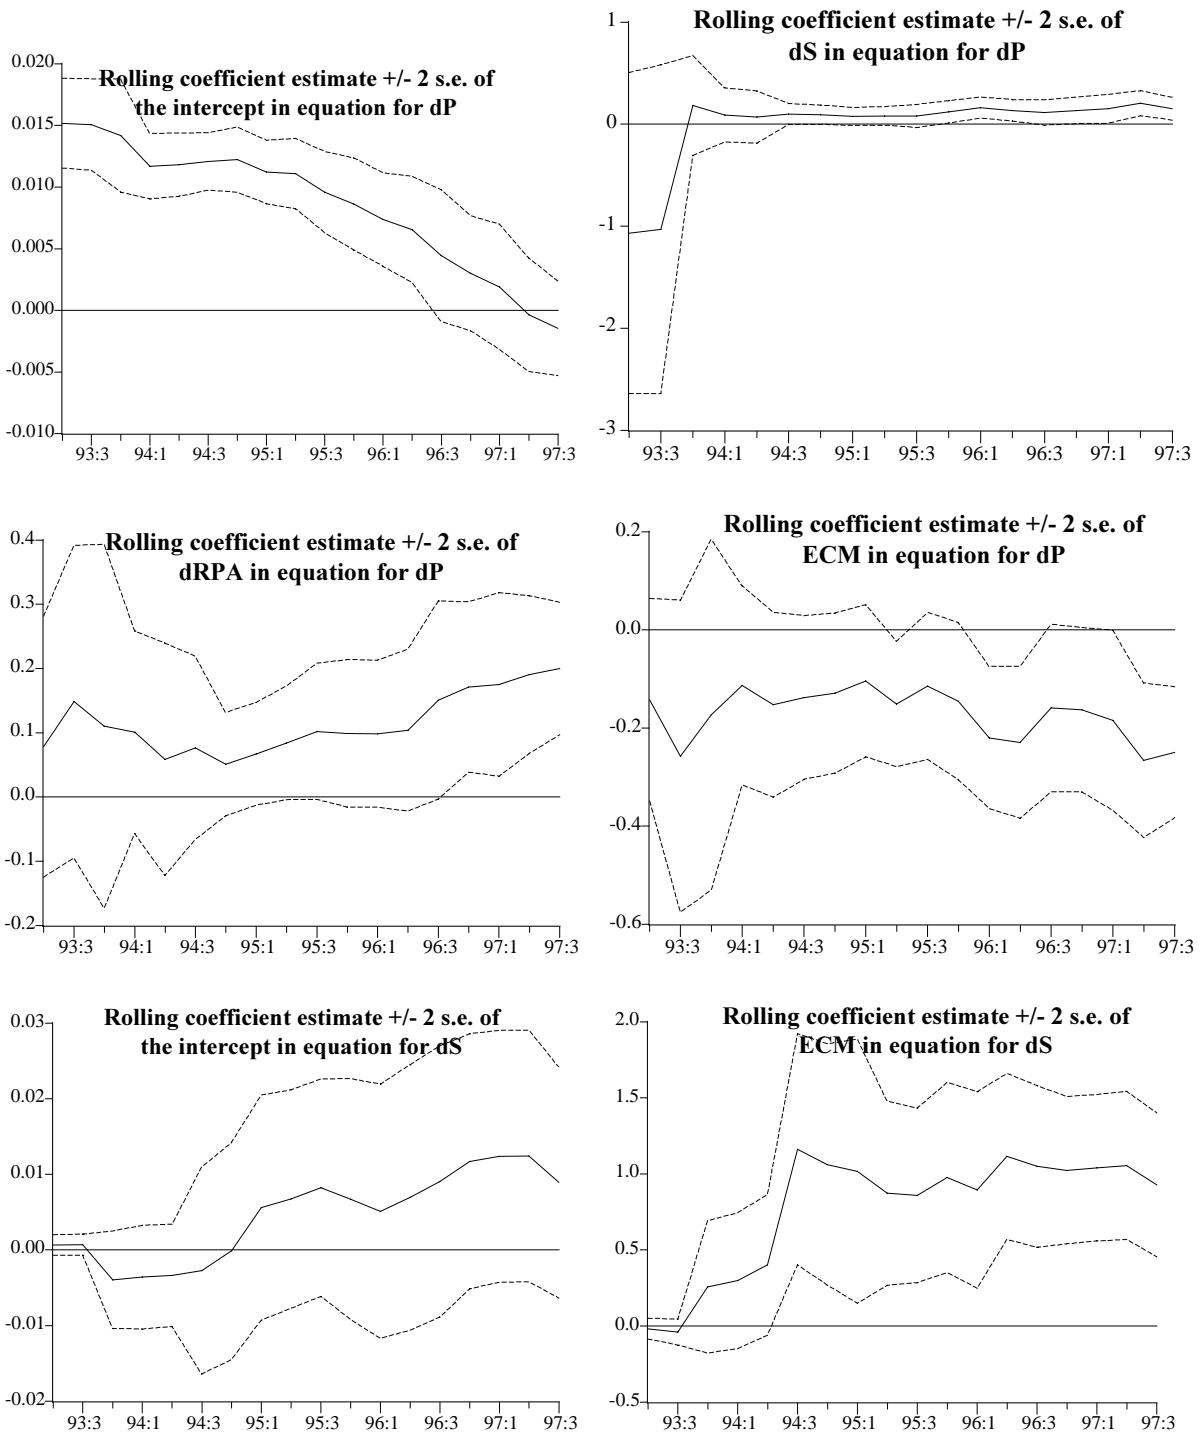 Rolling coefficient estimate +/- 2 s.e. of
the intercept in equation for dP
0.020
0.015
0.010
0.005
0.000
-0.005
-0.010
93:3 94:1 94:3 95:1 95:3 96:1 96:3 97:1 97:3
Rolling coefficient estimate +/- 2 s.e. of
dS in equation for dP
1
0
-1
-2
-3
93:3 94:1 94:3 95:1 95:3 96:1 96:3 97:1 97:3
Rolling coefficient estimate +/- 2 s.e. of
dRPA in equation for dP
0.4
0.3
0.2
0.1
0.0
-0.1
-0.2
93:3 94:1 94:3 95:1 95:3 96:1 96:3 97:1 97:3
Rolling coefficient estimate +/- 2 s.e. of
ECM in equation for dP
0.2
0.0
-0.2
-0.4
-0.6
93:3 94:1 94:3 95:1 95:3 96:1 96:3 97:1 97:3
Rolling coefficient estimate +/- 2 s.e. of
the intercept in equation for dS
0.03
0.02
0.01
0.00
-0.01
-0.02
93:3 94:1 94:3 95:1 95:3 96:1 96:3 97:1 97:3
Rolling coefficient estimate +/- 2 s.e. of
ECM in equation for dS
2.0
1.5
1.0
0.5
0.0
-0.5
93:3 94:1 94:3 95:1 95:3 96:1 96:3 97:1 97:3